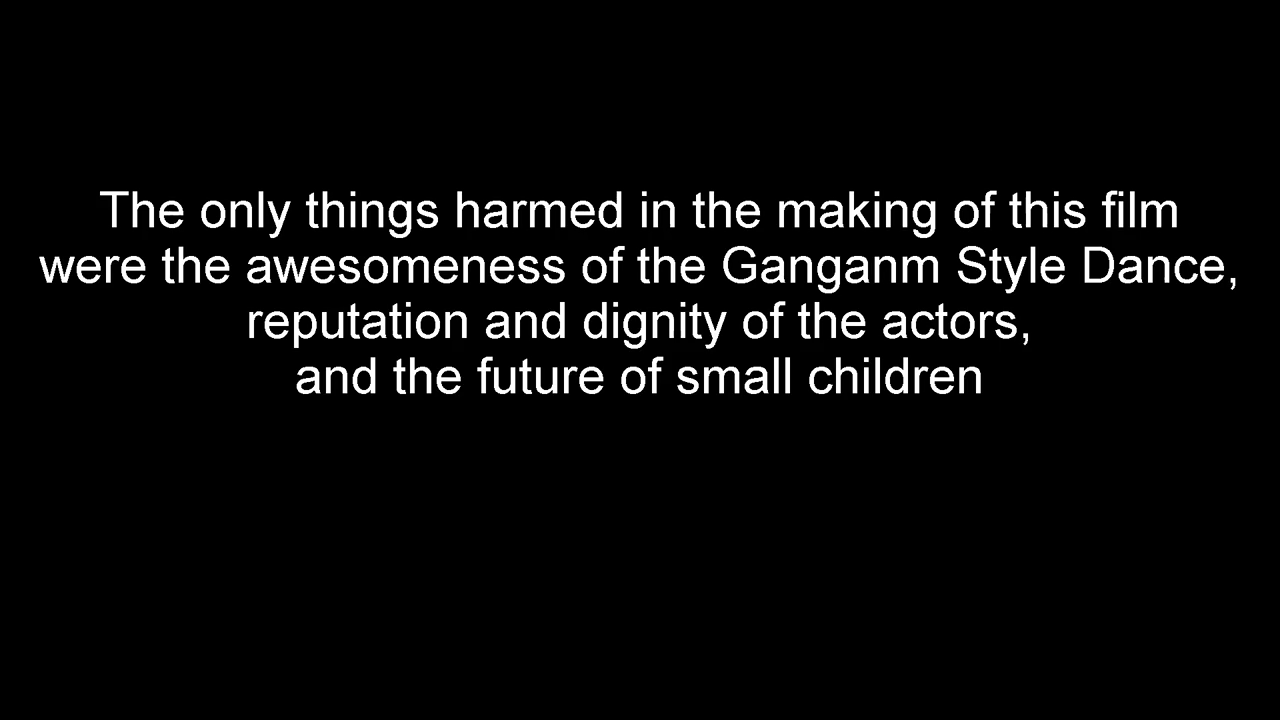 The only things harmed in the making of this film
were the awesomeness of the Ganganm Style Dance,
reputation and dignity of the actors,
and the future of small children